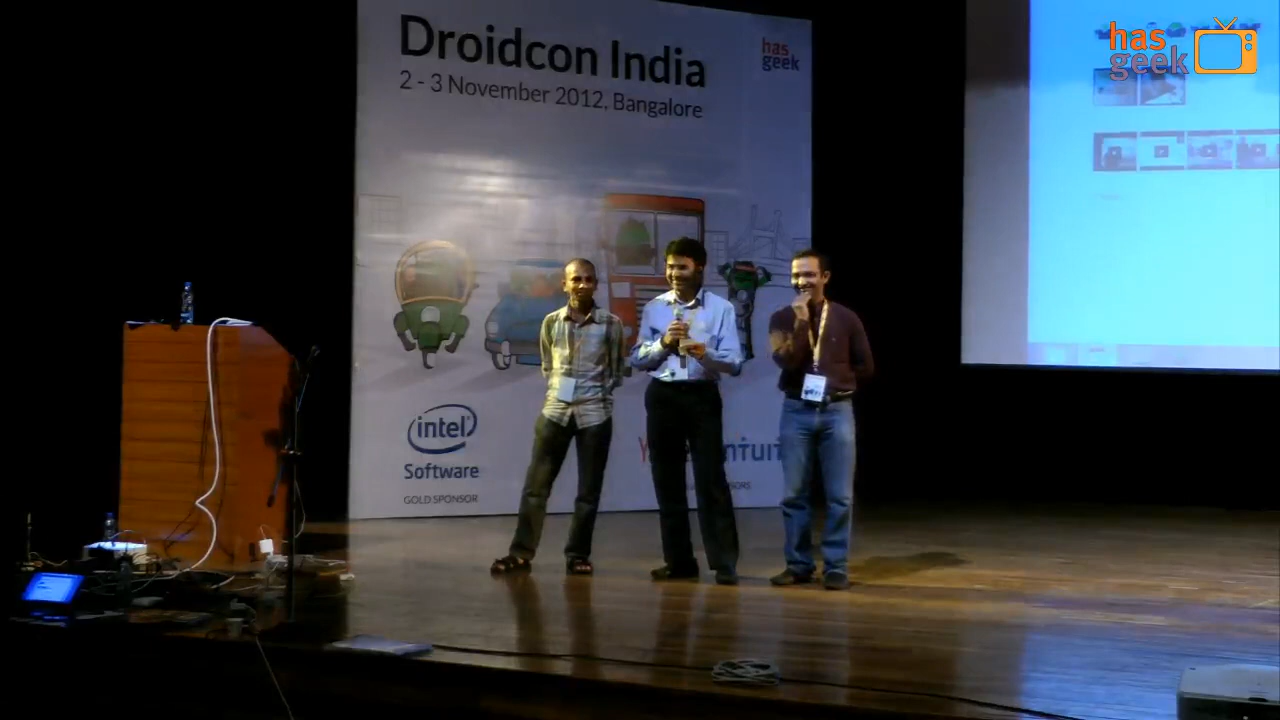 Droidcon India
2 - 3 November 2012, Bangalore
has
geek
has
geek
intel
Software
GOLD SPONSOR